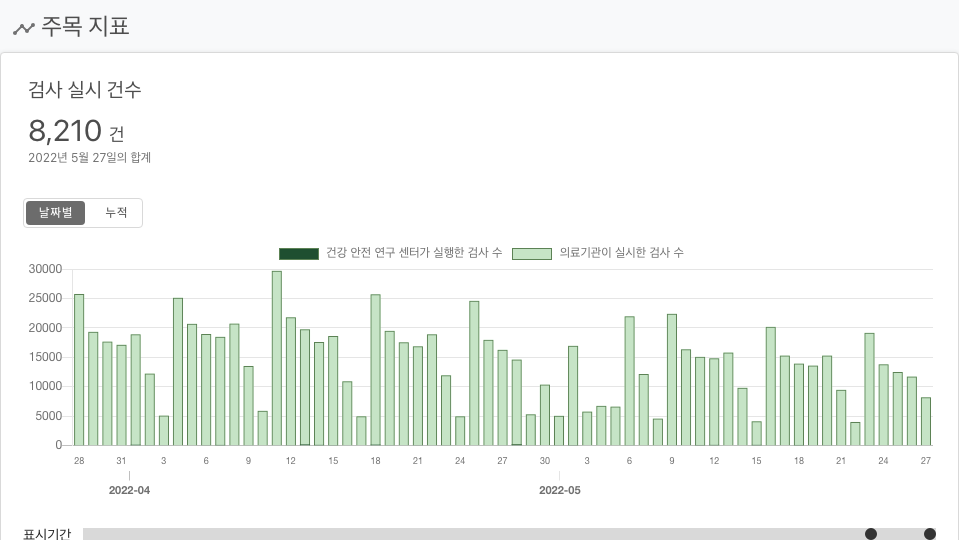 주목 지표
검사 실시 건수
8,210 건
2022년 5월 27일의 합계
날짜별 누적
건강 안전 연구 센터가 실행한 검사 수 의료기관이 실시한 검사 수
30000
25000
20000
15000
10000
5000
0
28 31 3 6 9 12 15 18 21 24 27 30 3 6 9 12 15 18 21 24 27
2022-04 2022-05
표시기간